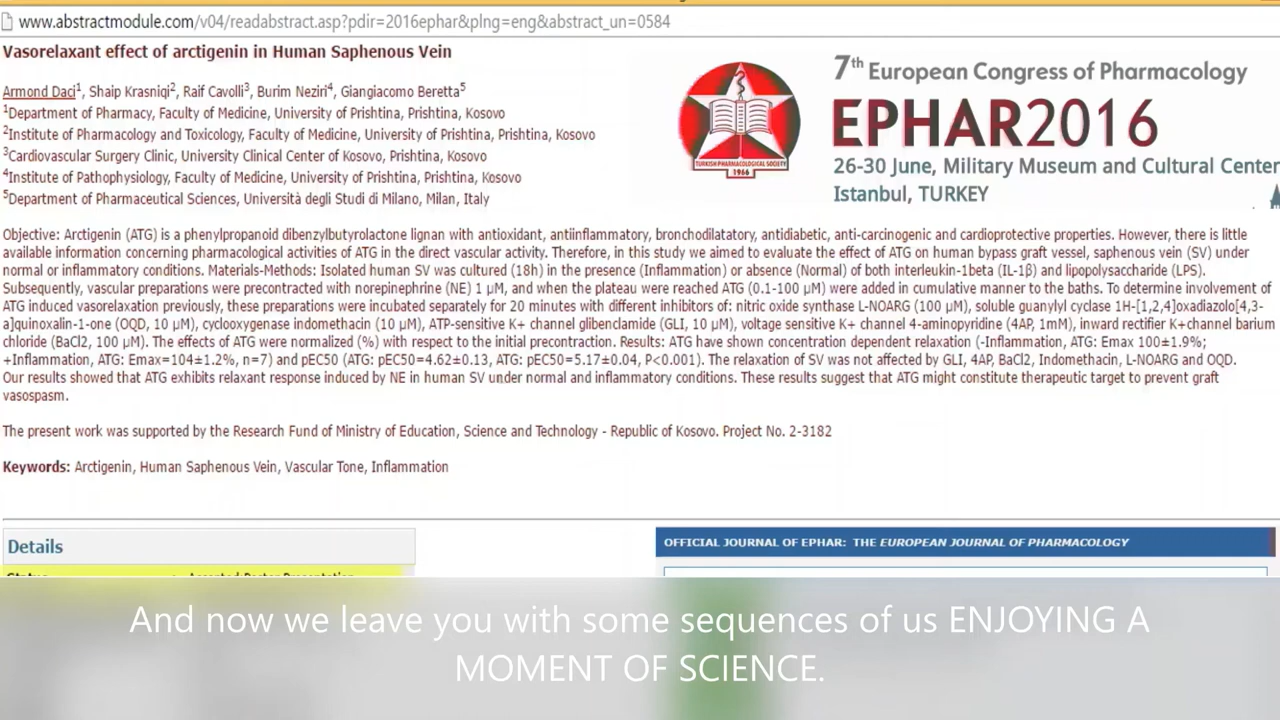 www.abstractmodule.com/v04/readabstract.asp?pdir=2016ephar&plng=eng&abstract_un=0584
Vasorelaxant effect of arctigenin in Human Saphenous Vein
Armond Daci1, Shaip Krasniqi2, Raif Cavolli3, Burim Neziri4, Giangiacomo Beretta5
1Department of Pharmacy, Faculty of Medicine, University of Prishtina, Prishtina, Kosovo
2Institute of Pharmacology and Toxicology, Faculty of Medicine, University of Prishtina, Prishtina, Kosovo
3Cardiovascular Surgery Clinic, University Clinical Center of Kosovo, Prishtina, Kosovo
4Institute of Pathophysiology, Faculty of Medicine, University of Prishtina, Prishtina, Kosovo
5Department of Pharmaceutical Sciences, Università degli Studi di Milano, Milan, Italy
TURKISH PHARMACOLOGICAL SOCIETY
1966
7th European Congress of Pharmacology
EPHAR2016
26-30 June, Military Museum and Cultural Center
Istanbul, TURKEY
Objective: Arctigenin (ATG) is a phenylpropanoid dibenzylbutyrolactone lignan with antioxidant, antiinflammatory, bronchodilatatory, antidiabetic, anti-carcinogenic and cardioprotective properties. However, there is little
available information concerning pharmacological activities of ATG in the direct vascular activity. Therefore, in this study we aimed to evaluate the effect of ATG on human bypass graft vessel, saphenous vein (SV) under
normal or inflammatory conditions. Materials-Methods: Isolated human SV was cultured (18h) in the presence (Inflammation) or absence (Normal) of both interleukin-1beta (IL-1β) and lipopolysaccharide (LPS).
Subsequently, vascular preparations were precontracted with norepinephrine (NE) 1 µM, and when the plateau were reached ATG (0.1-100 µM) were added in cumulative manner to the baths. To determine involvement of
ATG induced vasorelaxation previously, these preparations were incubated separately for 20 minutes with different inhibitors of: nitric oxide synthase L-NOARG (100 µM), soluble guanylyl cyclase 1H-[1,2,4]oxadiazolo[4,3-
a]quinoxalin-1-one (OQD, 10 µM), cyclooxygenase indomethacin (10 µM), ATP-sensitive K+ channel glibenclamide (GLI, 10 µM), voltage sensitive K+ channel 4-aminopyridine (4AP, 1mM), inward rectifier K+channel barium
chloride (BaCl2, 100 µM). The effects of ATG were normalized (%) with respect to the initial precontraction. Results: ATG have shown concentration dependent relaxation (-Inflammation, ATG: Emax 100±1.9%;
+Inflammation, ATG: Emax=104±1.2%, n=7) and pEC50 (ATG: pEC50=4.62±0.13, ATG: pEC50=5.17±0.04, P<0.001). The relaxation of SV was not affected by GLI, 4AP, BaCl2, Indomethacin, L-NOARG and OQD.
Our results showed that ATG exhibits relaxant response induced by NE in human SV under normal and inflammatory conditions. These results suggest that ATG might constitute therapeutic target to prevent graft
vasospasm.
The present work was supported by the Research Fund of Ministry of Education, Science and Technology - Republic of Kosovo. Project No. 2-3182
Keywords: Arctigenin, Human Saphenous Vein, Vascular Tone, Inflammation
Details
OFFICIAL JOURNAL OF EPHAR: THE EUROPEAN JOURNAL OF PHARMACOLOGY
Status : Accepted Poster Presentation
And now we leave you with some sequences of us ENJOYING A
MOMENT OF SCIENCE.